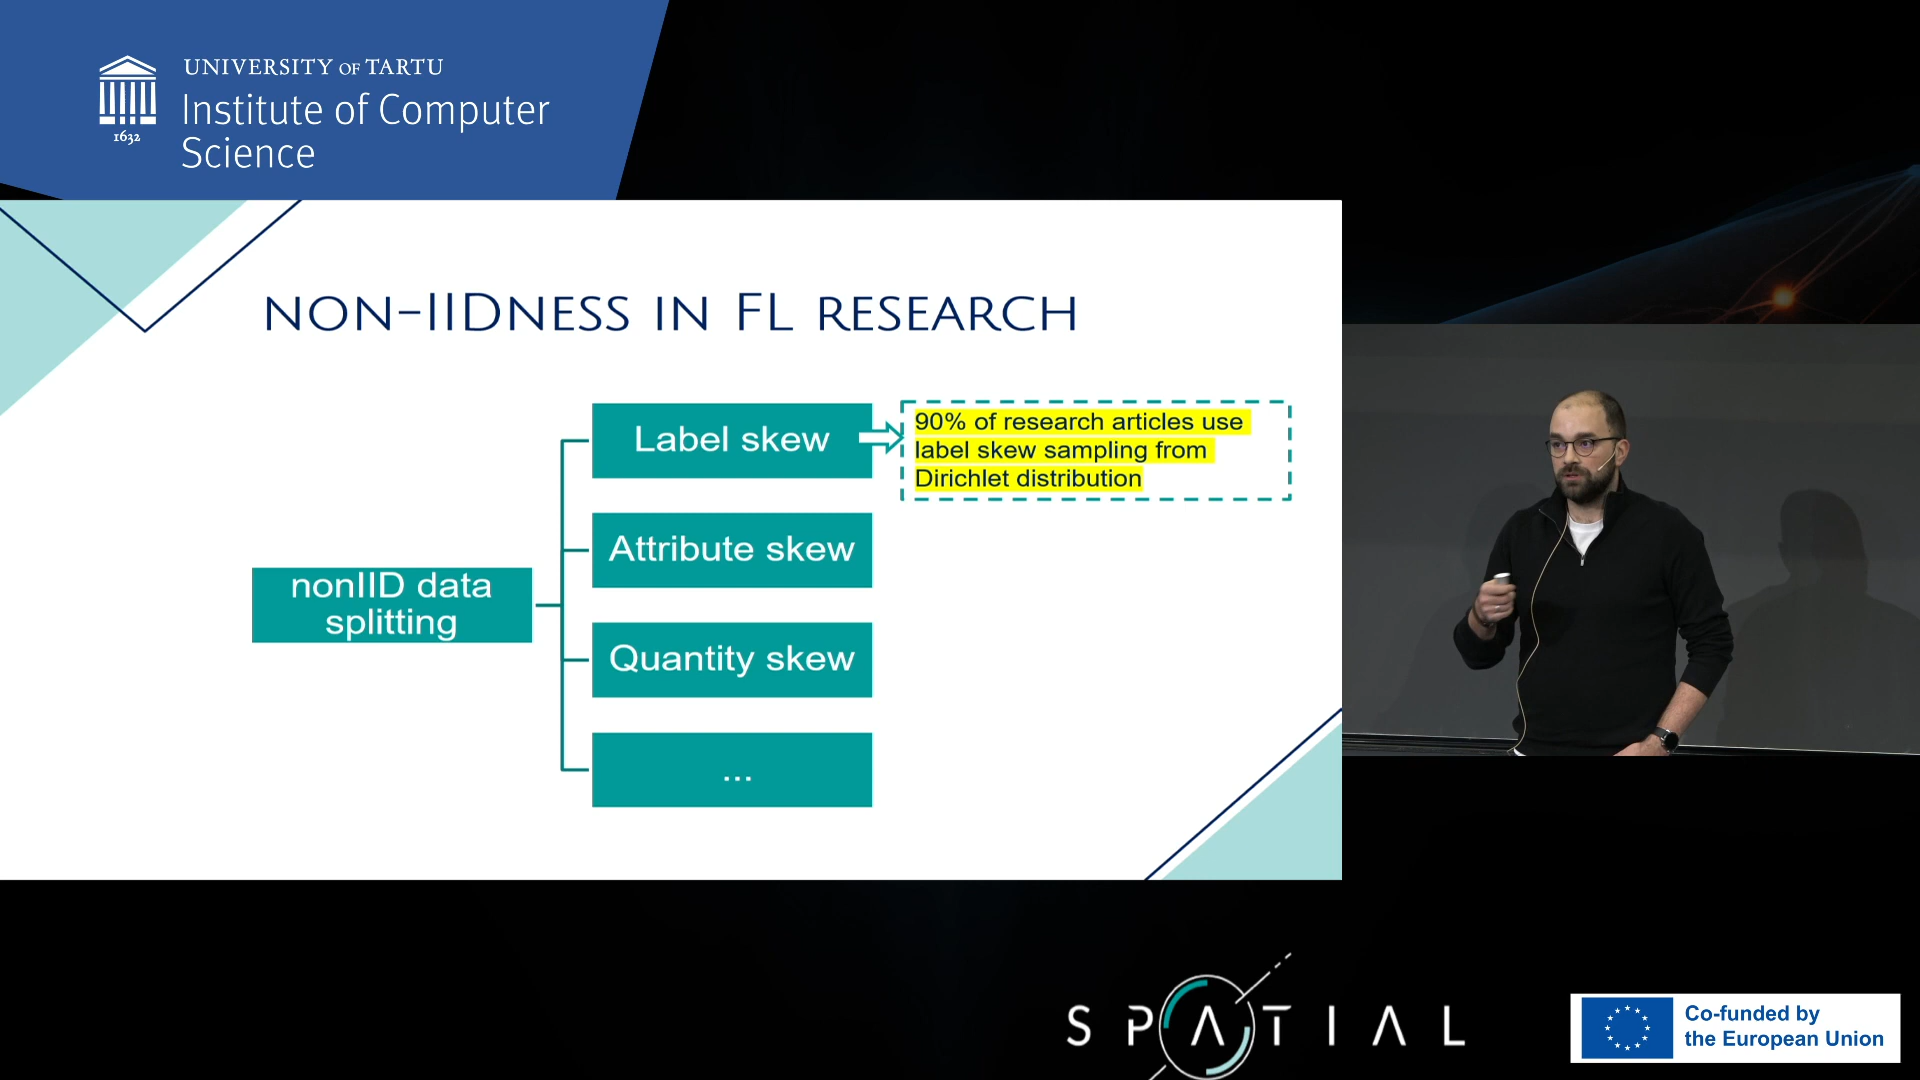 UNIVERSITY OF TARTU
Institute of Computer
Science
1632
NON-IIDNESS IN FL RESEARCH
nonIID data
splitting
Label skew
90% of research articles use
label skew sampling from
Dirichlet distribution
Attribute skew
Quantity skew
...
SPATIAL
Co-funded by
the European Union